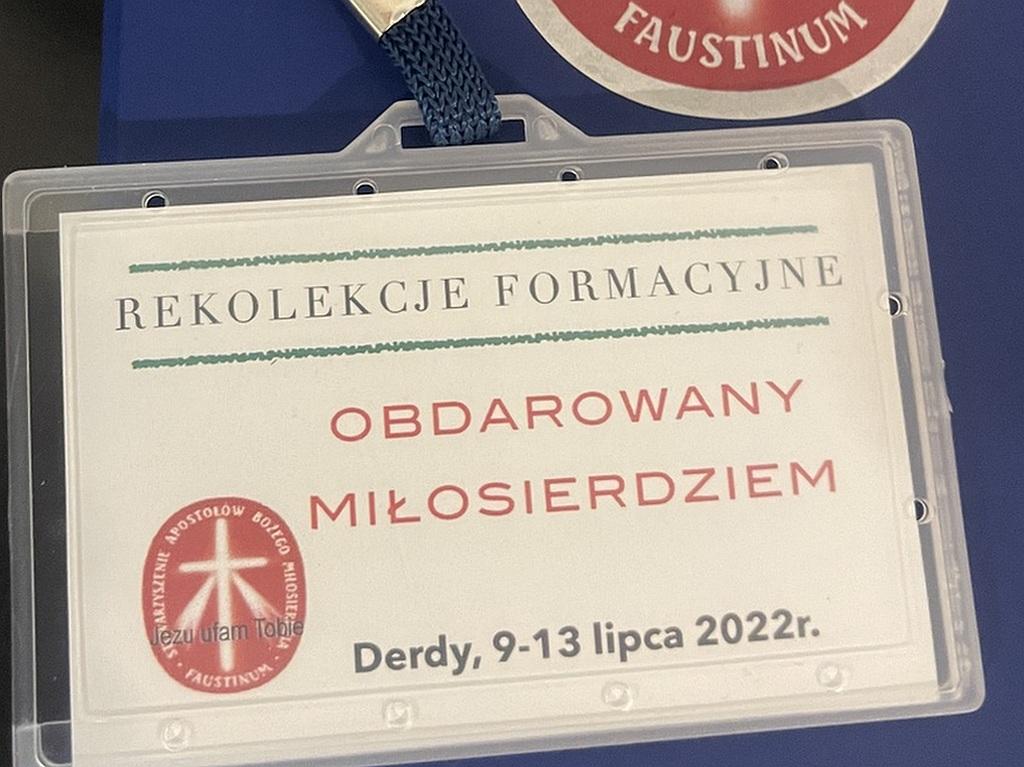 FAUSTINUM
REKOLEKCJE FORMACYJNE
OBDAROWANY
MIŁOSIERDZIEM
STOWARZYSZENIE APOSTOŁÓW BOŻEGO MIŁOSIERDZIA
Jezu ufam Tobie
· FAUSTINUM ·
Derdy, 9-13 lipca 2022r.